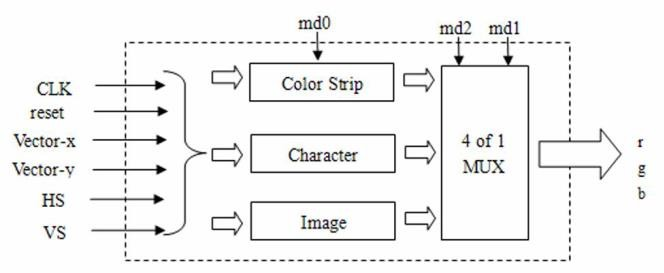 md0
md2 md1
CLK
reset
Vector-x
Vector-y
HS
VS
Color Strip
Character
Image
4 of 1
MUX
r
g
b